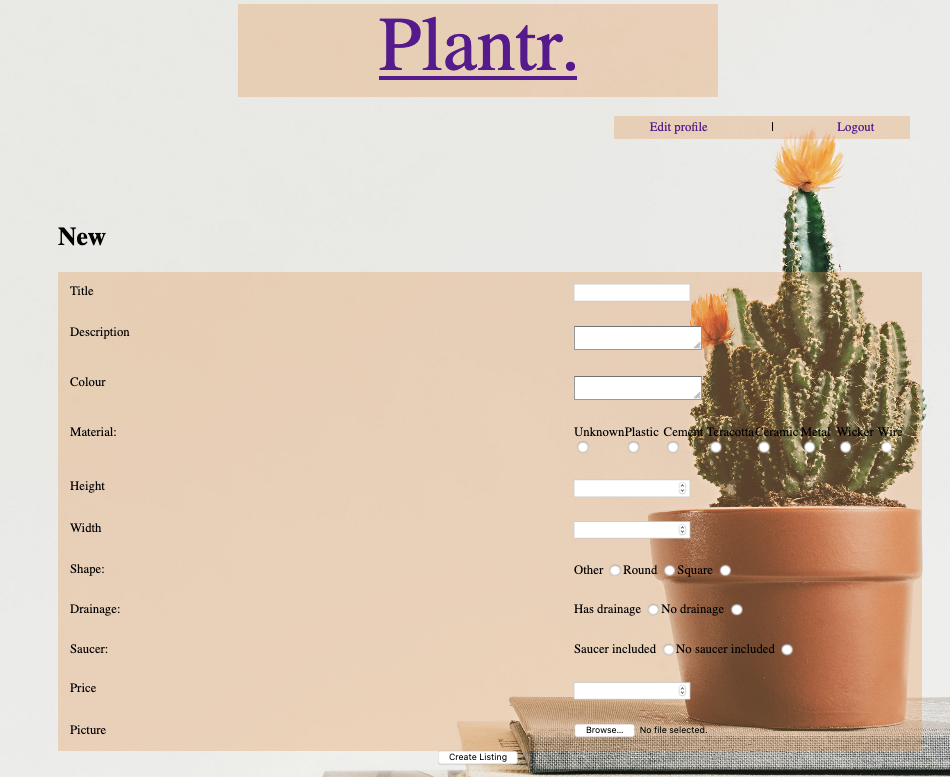 Plantr.
Edit profile | Logout
New
Title
Description
Colour
Material: Unknown Plastic Cement Teracotta Ceramic Metal Wicker Wire
Height
Width
Shape: Other Round Square
Drainage: Has drainage No drainage
Saucer: Saucer included No saucer included
Price
Picture Browse... No file selected.
Create Listing